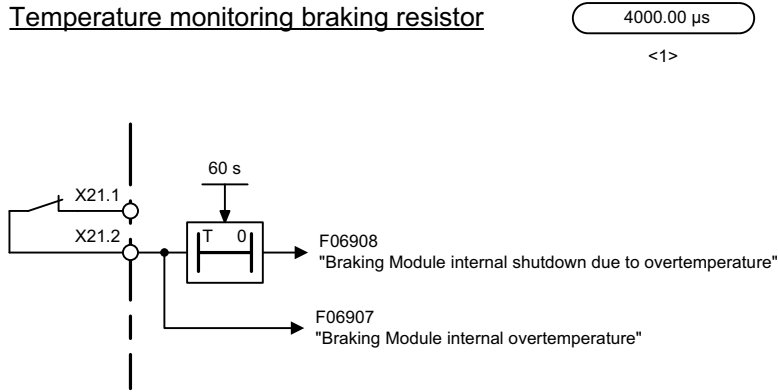 Temperature monitoring braking resistor
4000.00 µs
<1>
60 s
X21.1
X21.2
T 0
F06908
"Braking Module internal shutdown due to overtemperature"
F06907
"Braking Module internal overtemperature"